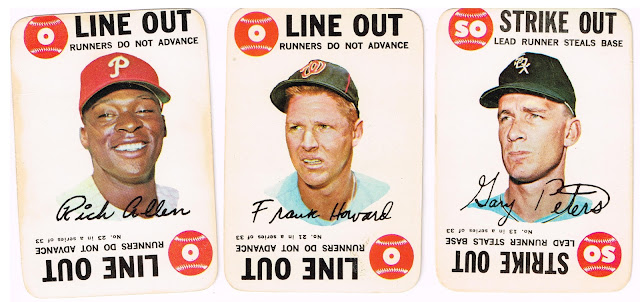 O LINE OUT
RUNNERS DO NOT ADVANCE
P
Rich Allen
No. 23 in a series of 33
RUNNERS DO NOT ADVANCE
LINE OUT O
O LINE OUT
RUNNERS DO NOT ADVANCE
W
Frank Howard
No. 21 in a series of 33
RUNNERS DO NOT ADVANCE
LINE OUT O
SO STRIKE OUT
LEAD RUNNER STEALS BASE
SOX
Gary Peters
No. 13 in a series of 33
LEAD RUNNER STEALS BASE
STRIKE OUT SO